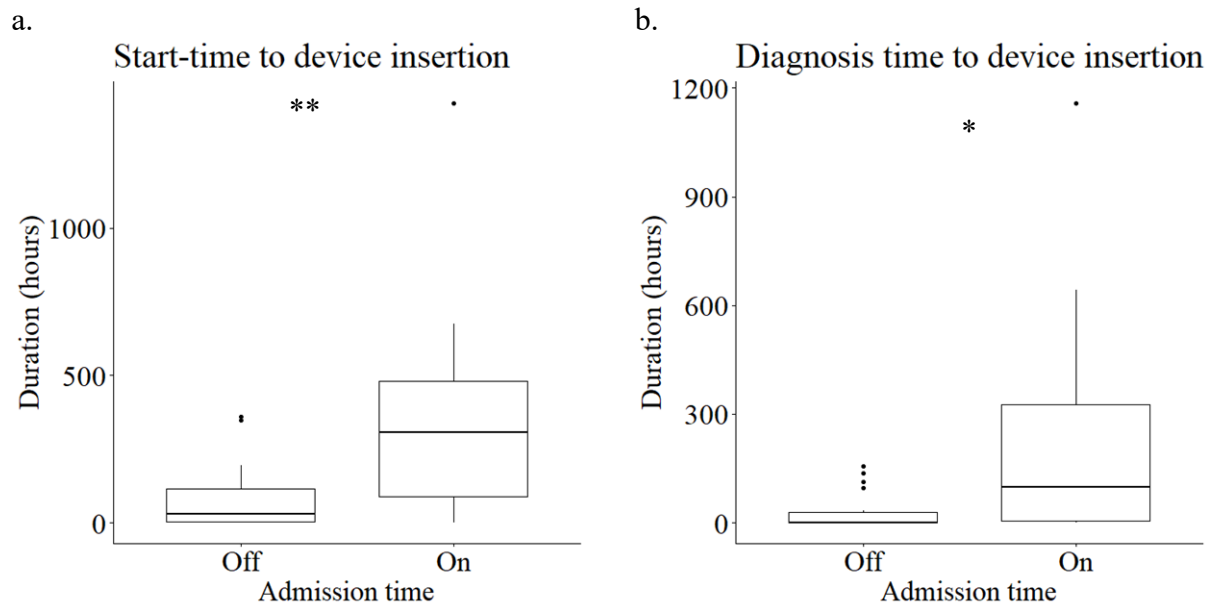 a.
Start-time to device insertion
**
Duration (hours)
1000
500
0
Off
On
Admission time
b.
Diagnosis time to device insertion
*
Duration (hours)
1200
900
600
300
0
Off
On
Admission time